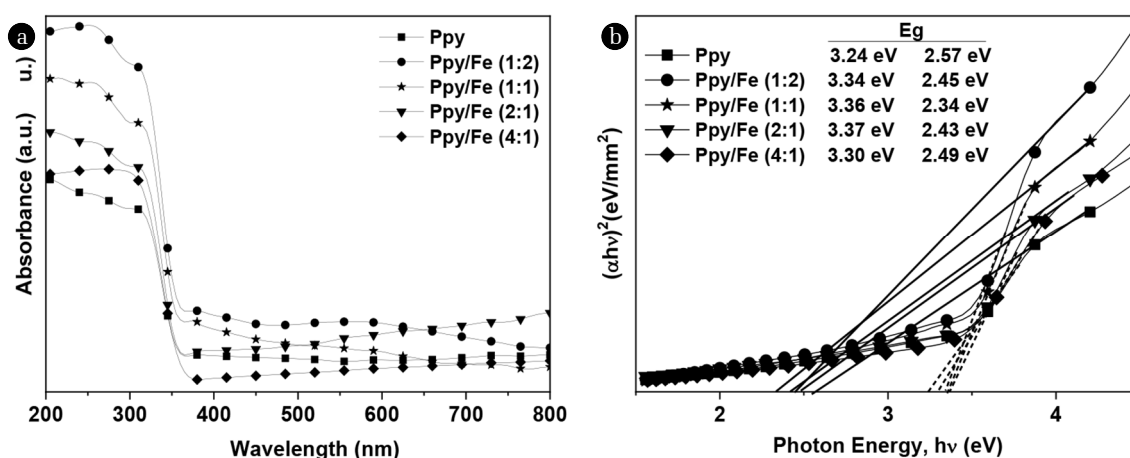 a
Absorbance (a.u.)
u.)
Ppy
Ppy/Fe (1:2)
Ppy/Fe (1:1)
Ppy/Fe (2:1)
Ppy/Fe (4:1)
200 300 400 500 600 700 800
Wavelength (nm)
b
(αhν)²(eV/mm²)
Eg
Ppy 3.24 eV 2.57 eV
Ppy/Fe (1:2) 3.34 eV 2.45 eV
Ppy/Fe (1:1) 3.36 eV 2.34 eV
Ppy/Fe (2:1) 3.37 eV 2.43 eV
Ppy/Fe (4:1) 3.30 eV 2.49 eV
2 3 4
Photon Energy, hν (eV)